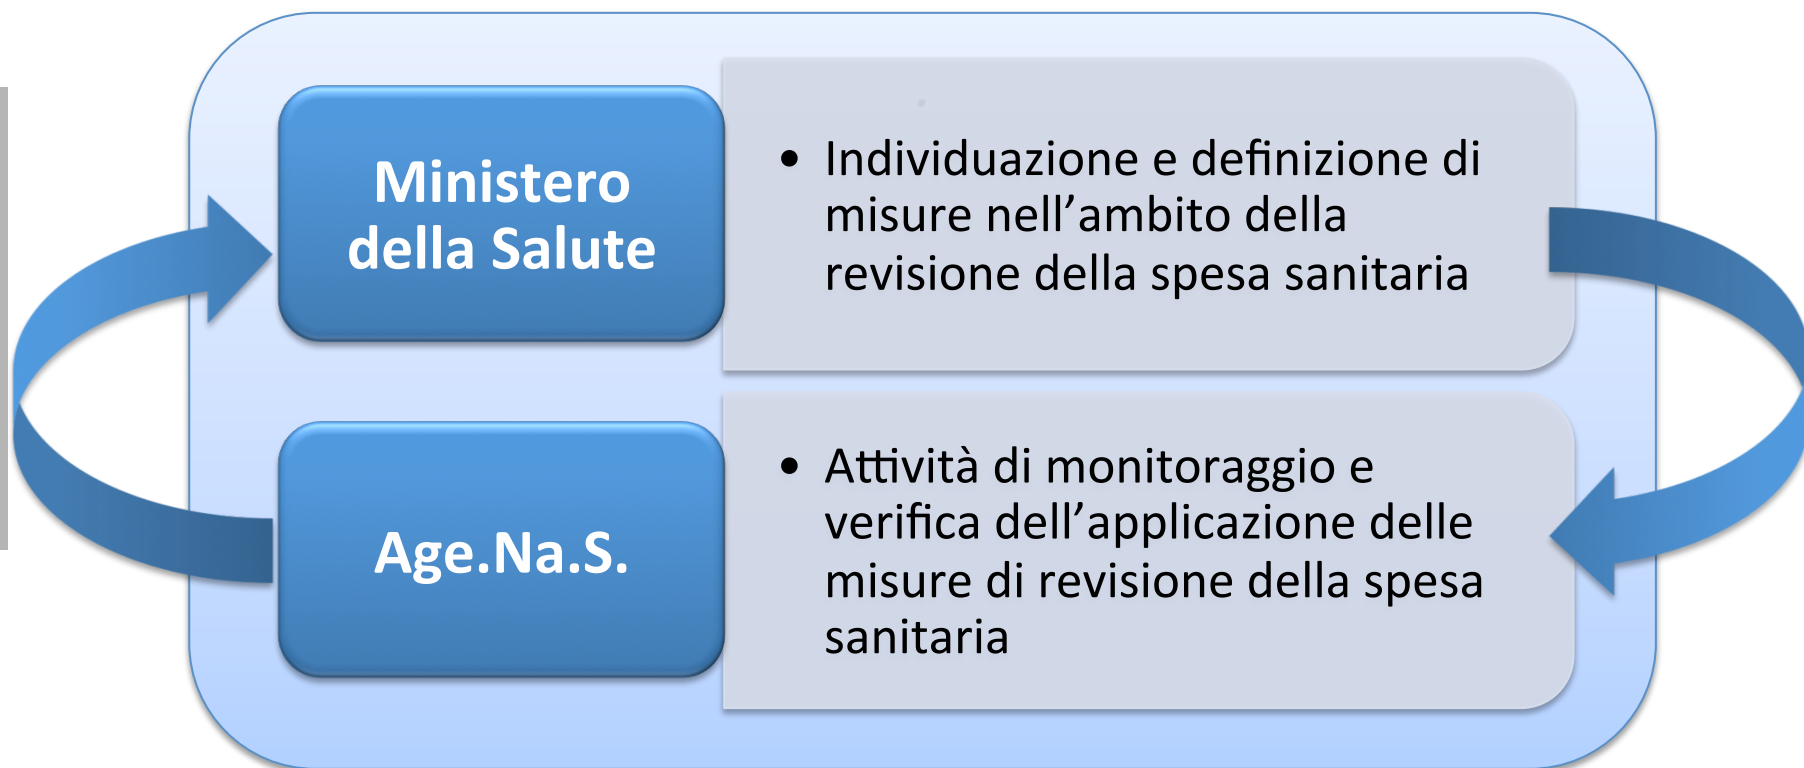 Ministero
della Salute
• Individuazione e definizione di
misure nell’ambito della
revisione della spesa sanitaria
Age.Na.S.
• Attività di monitoraggio e
verifica dell’applicazione delle
misure di revisione della spesa
sanitaria